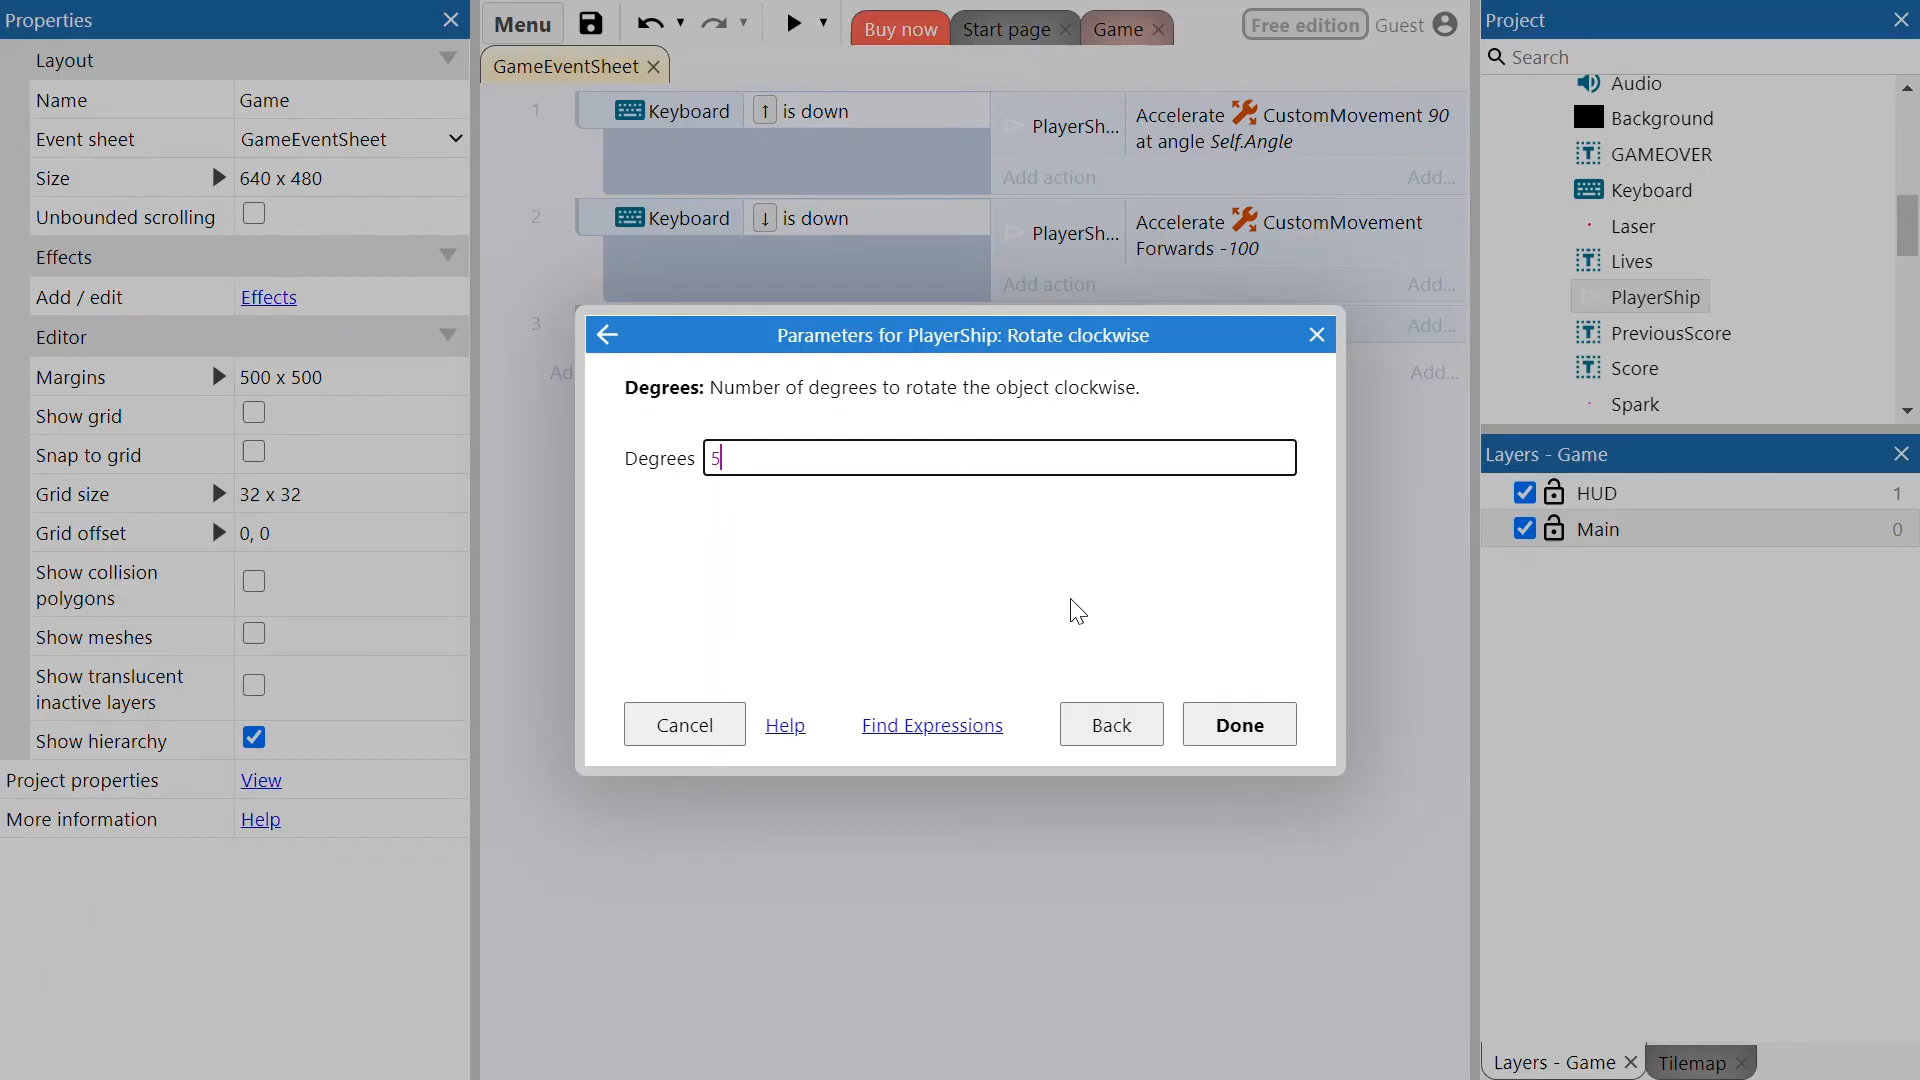 Properties
Layout
Name Game
Event sheet GameEventSheet
Size 640 x 480
Unbounded scrolling
Effects
Add / edit Effects
Editor
Margins 500 x 500
Show grid
Snap to grid
Grid size 32 x 32
Grid offset 0, 0
Show collision
polygons
Show meshes
Show translucent
inactive layers
Show hierarchy
Project properties View
More information Help
Menu
Buy now
Start page
Game
Free edition
Guest
GameEventSheet
1 Keyboard ↑ is down
PlayerSh...
Accelerate CustomMovement 90
at angle Self.Angle
Add action Add...
2 Keyboard ↓ is down
PlayerSh...
Accelerate CustomMovement
Forwards -100
Add action Add...
3 Add...
Ad Add...
Parameters for PlayerShip: Rotate clockwise
Degrees: Number of degrees to rotate the object clockwise.
Degrees 5
Cancel Help Find Expressions Back Done
Project
Search
Audio
Background
GAMEOVER
Keyboard
Laser
Lives
PlayerShip
PreviousScore
Score
Spark
Layers - Game
HUD 1
Main 0
Layers - Game
Tilemap